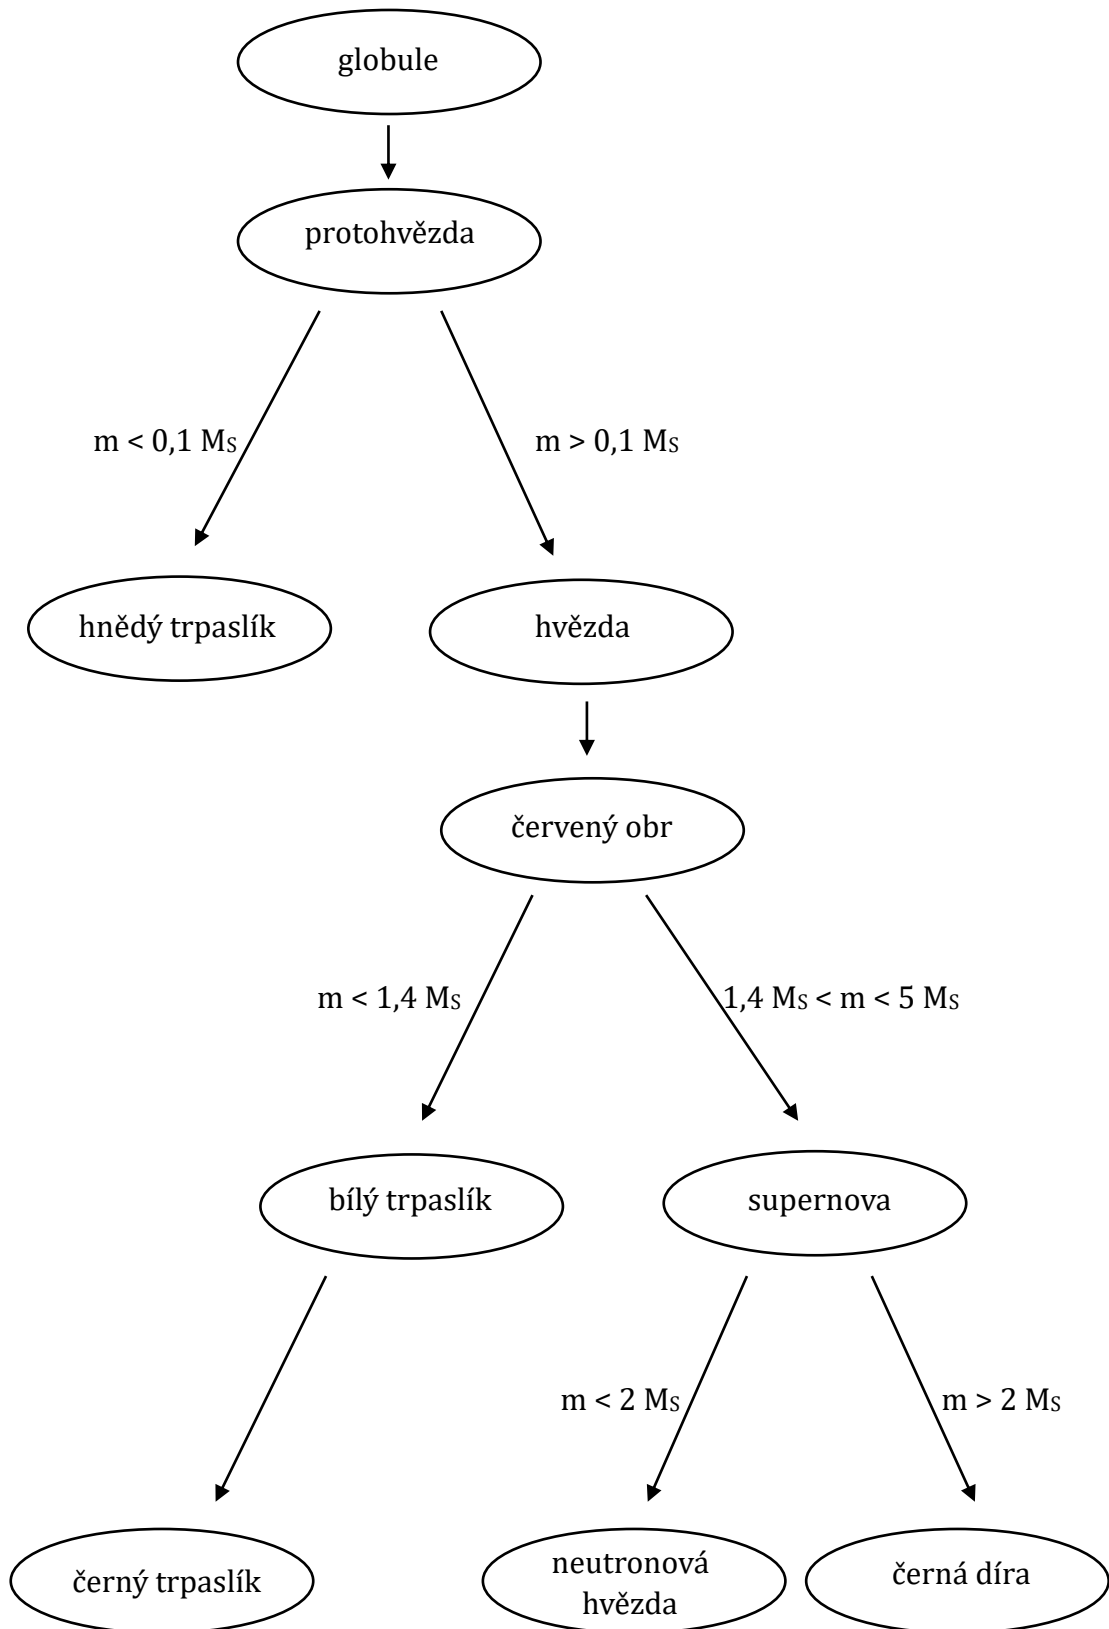 globule
protohvězda
m < 0,1 MS
m > 0,1 MS
hnědý trpaslík
hvězda
červený obr
m < 1,4 MS
1,4 MS < m < 5 MS
bílý trpaslík
supernova
m < 2 MS
m > 2 MS
černý trpaslík
neutronová
hvězda
černá díra